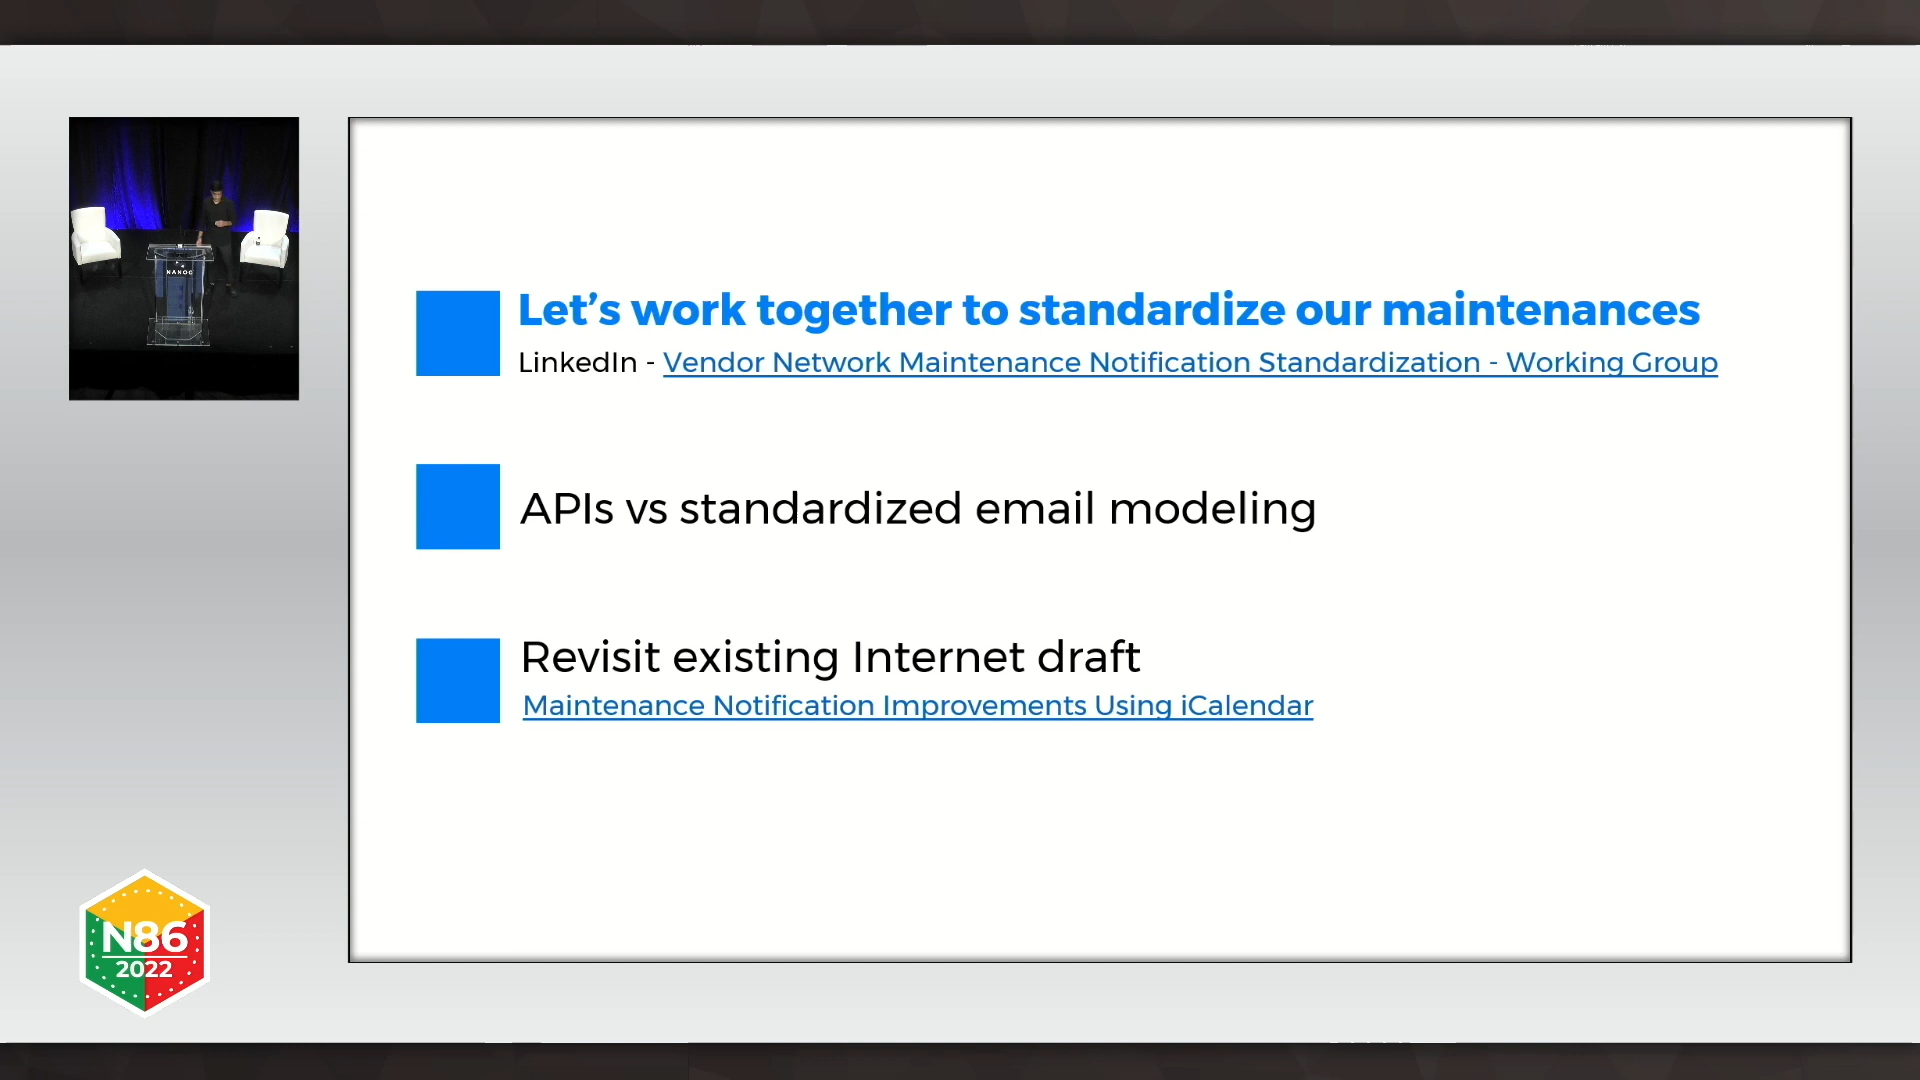 Let's work together to standardize our maintenances
LinkedIn - Vendor Network Maintenance Notification Standardization - Working Group
APIs vs standardized email modeling
Revisit existing Internet draft
Maintenance Notification Improvements Using iCalendar
NANOG
N86
2022